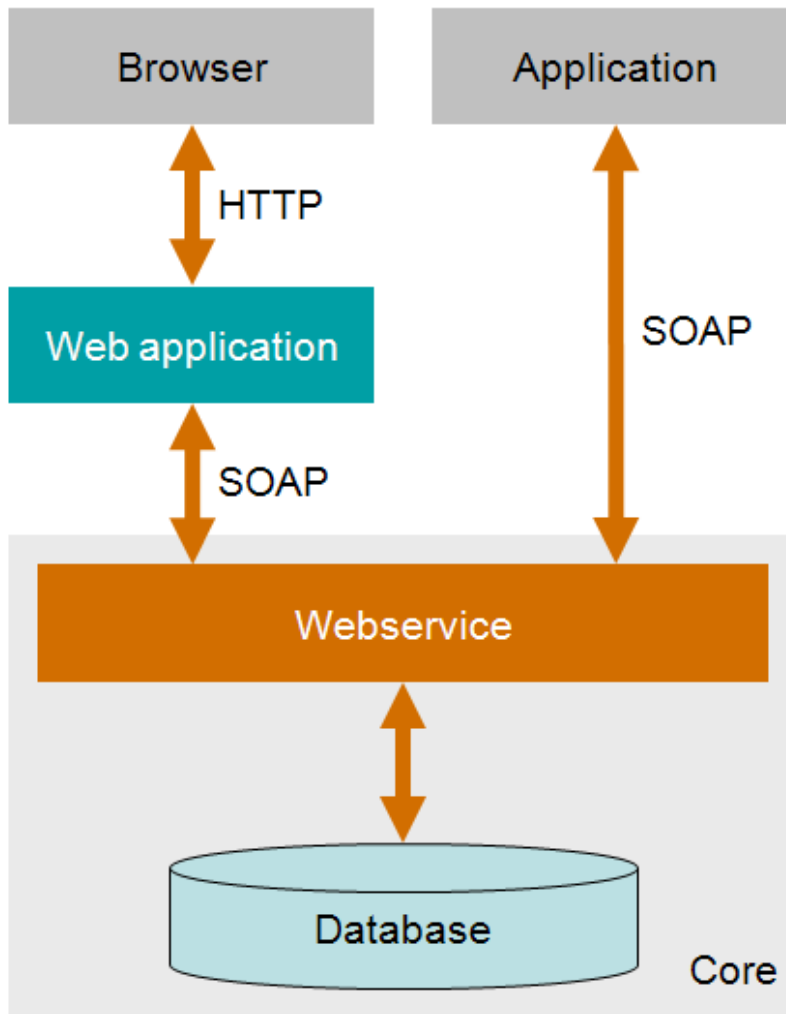 Browser
Application
HTTP
Web application
SOAP
SOAP
Webservice
Database
Core